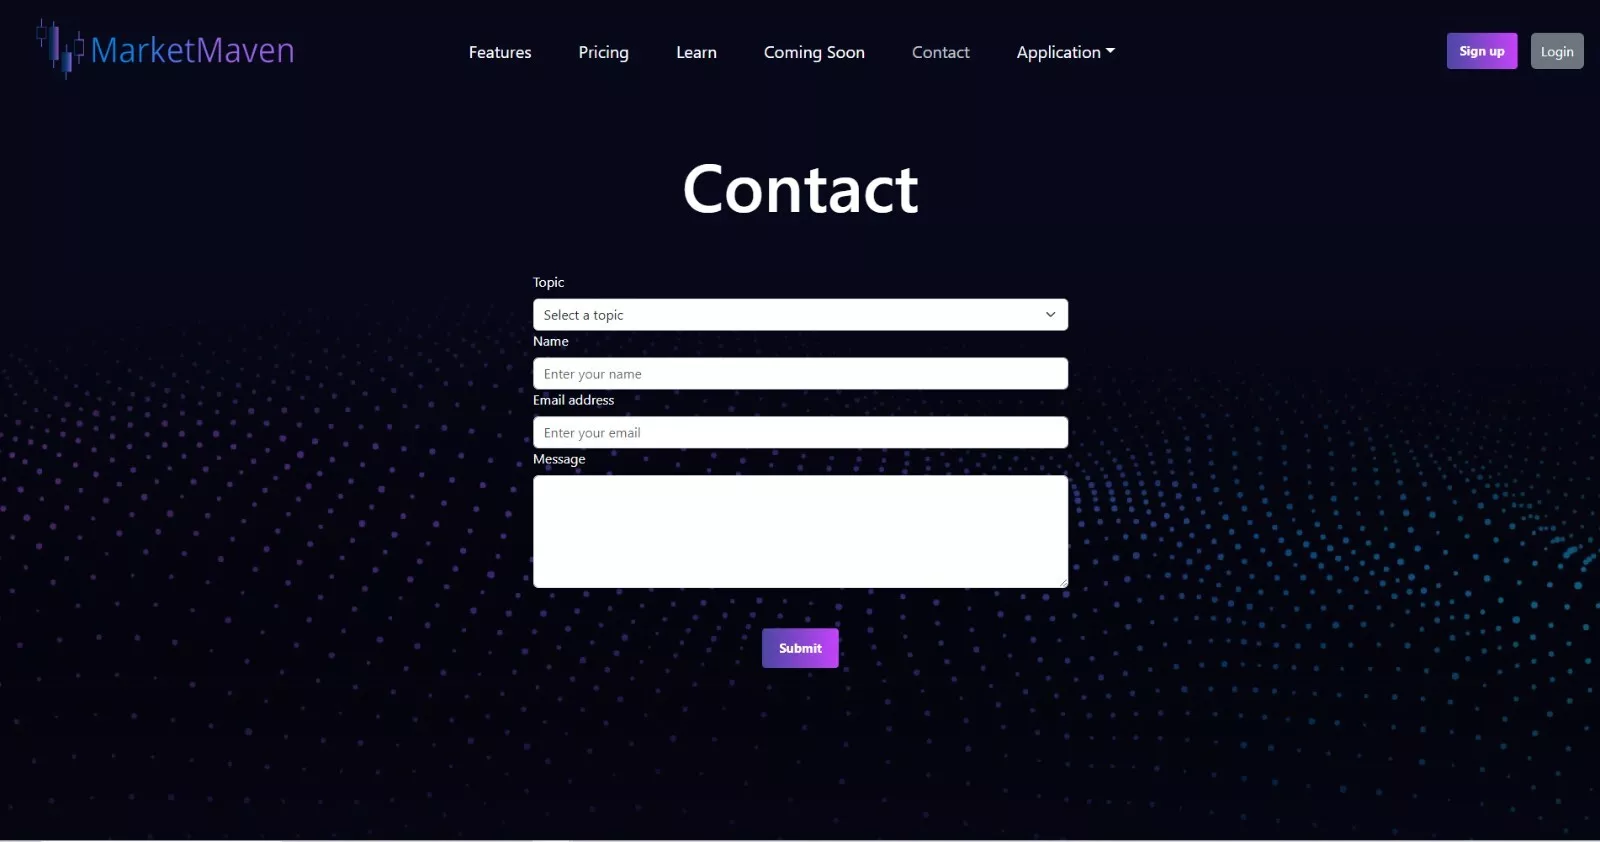 MarketMaven
Features Pricing Learn Coming Soon Contact Application
Sign up Login
Contact
Topic
Select a topic
Name
Enter your name
Email address
Enter your email
Message
Submit